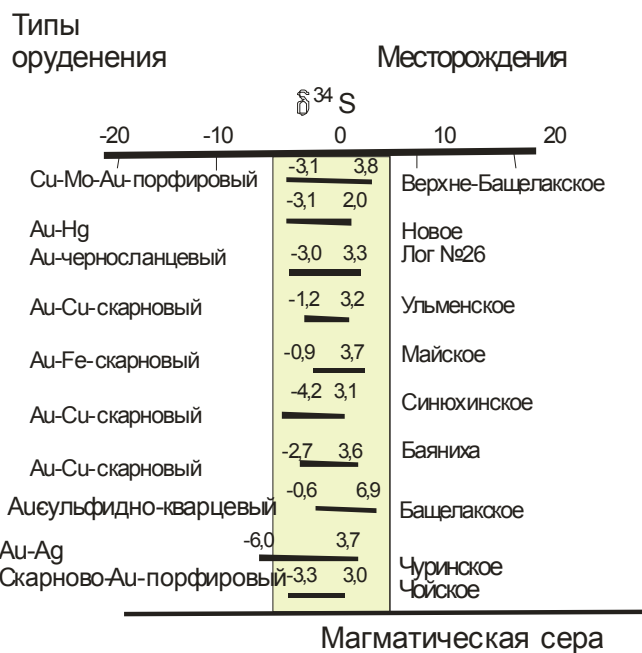 Типы
оруденения
Месторождения
δ³⁴ S
-20 -10 0 10 20
-3,1 3,8
Cu-Mo-Au-порфировый Верхне-Бащелакское
-3,1 2,0
Au-Hg Новое
Au-черносланцевый -3,0 3,3 Лог №26
Au-Cu-скарновый -1,2 3,2 Ульменское
Au-Fe-скарновый -0,9 3,7 Майское
-4,2 3,1
Au-Cu-скарновый Синюхинское
Au-Cu-скарновый -2,7 3,6 Баяниха
-0,6 6,9
Auєульфидно-кварцевый Бащелакское
-6,0 3,7
Au-Ag Чуринское
Скарново-Au-порфировый -3,3 3,0 Чойское
Магматическая сера